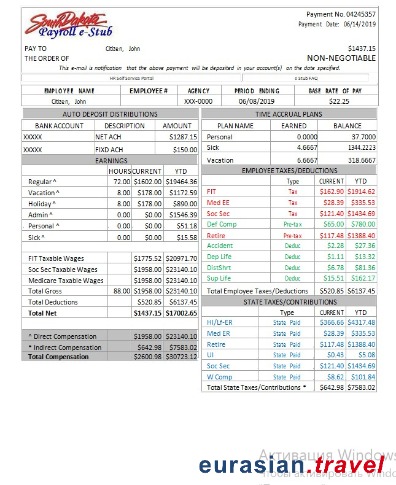 South Dakota
Payroll e-Stub
Payment No. 04245357
Payment Date: 06/14/2019
PAY TO Citizen, John $1437.15
THE ORDER OF NON-NEGOTIABLE
This e-mail is notification that the above payment will be deposited in your account(s) on the date specified.
HR Self Service Portal E Stub FAQ
EMPLOYEE NAME EMPLOYEE # AGENCY PERIOD ENDING BASE RATE OF PAY
Citizen, John XXX-0000 06/08/2019 $22.25
AUTO DEPOSIT DISTRIBUTIONS
BANK ACCOUNT DESCRIPTION AMOUNT
XXXXX NET ACH $1287.15
XXXXX FIXD ACH $150.00
EARNINGS
HOURS CURRENT YTD
Regular ^ 72.00 $1602.00 $19464.36
Vacation ^ 8.00 $178.00 $1172.59
Holiday ^ 8.00 $178.00 $890.00
Admin ^ 0.00 $0.00 $1546.39
Personal ^ 0.00 $0.00 $51.18
Sick ^ 0.00 $0.00 $15.58
FIT Taxable Wages $1775.52 $20971.70
Soc Sec Taxable Wages $1958.00 $23140.10
Medicare Taxable Wages $1958.00 $23140.10
Total Gross 88.00 $1958.00 $23140.10
Total Deductions $520.85 $6137.45
Total Net $1437.15 $17002.65
^ Direct Compensation $1958.00 $23140.10
* Indirect Compensation $642.98 $7583.02
Total Compensation $2600.98 $30723.12
TIME ACCRUAL PLANS
PLAN NAME EARNED BALANCE
Personal 0.0000 37.7000
Sick 4.6667 1344.2223
Vacation 6.6667 318.6667
EMPLOYEE TAXES/DEDUCTIONS
Type CURRENT YTD
FIT Tax $162.90 $1914.62
Med EE Tax $28.39 $335.53
Soc Sec Tax $121.40 $1434.69
Def Comp Pre-tax $65.00 $780.00
Retire Pre-tax $117.48 $1388.40
Accident Deduc $2.28 $27.36
Dep Life Deduc $1.11 $13.32
DistShrt Deduc $6.78 $81.36
Sup Life Deduc $15.51 $162.17
Total Employee Taxes/Deductions $520.85 $6137.45
STATE TAXES/CONTRIBUTIONS
Type CURRENT YTD
HI/Lf-ER State Paid $366.66 $4317.48
Med ER State Paid $28.39 $335.53
Retire State Paid $117.48 $1388.40
UI State Paid $0.43 $5.08
Soc Sec State Paid $121.40 $1434.69
W Comp State Paid $8.62 $101.84
Total State Taxes/Contributions * $642.98 $7583.02
Активация Windows
eurasian.travel